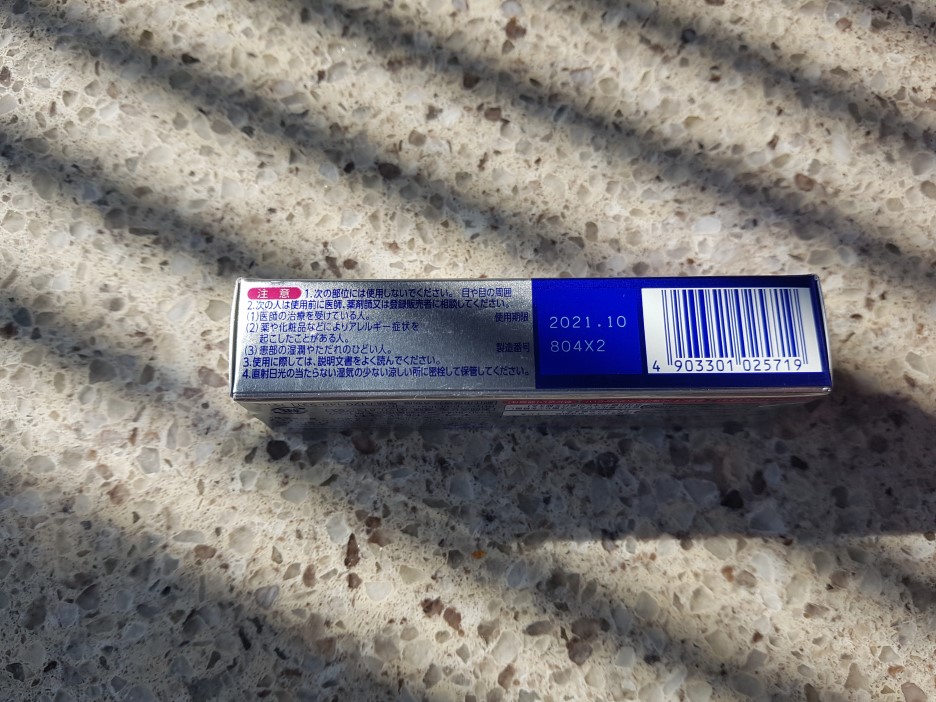 注意 1.次の部位には使用しないでください。 目や目の周囲
2.次の人は使用前に医師、薬剤師又は登録販売者に相談してください。
(1)医師の治療を受けている人。
(2)薬や化粧品などによりアレルギー症状を
起こしたことがある人。
(3)患部の湿潤やただれのひどい人。
3.使用に際しては、説明文書をよく読んでください。
4.直射日光の当たらない湿気の少ない涼しい所に密栓して保管してください。
使用期限 2021.10
製造番号 804X2
4 903301 025719